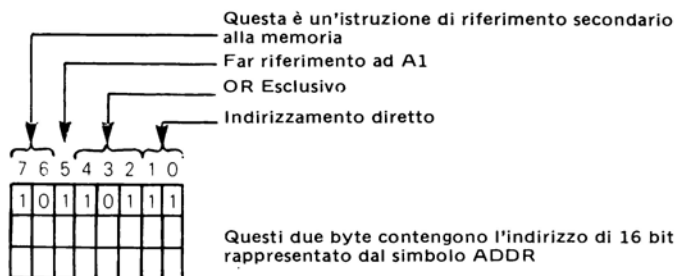 Questa è un'istruzione di riferimento secondario
alla memoria
Far riferimento ad A1
OR Esclusivo
Indirizzamento diretto
7 6 5 4 3 2 1 0
1 0 1 1 0 1 1 1
Questi due byte contengono l'indirizzo di 16 bit
rappresentato dal simbolo ADDR